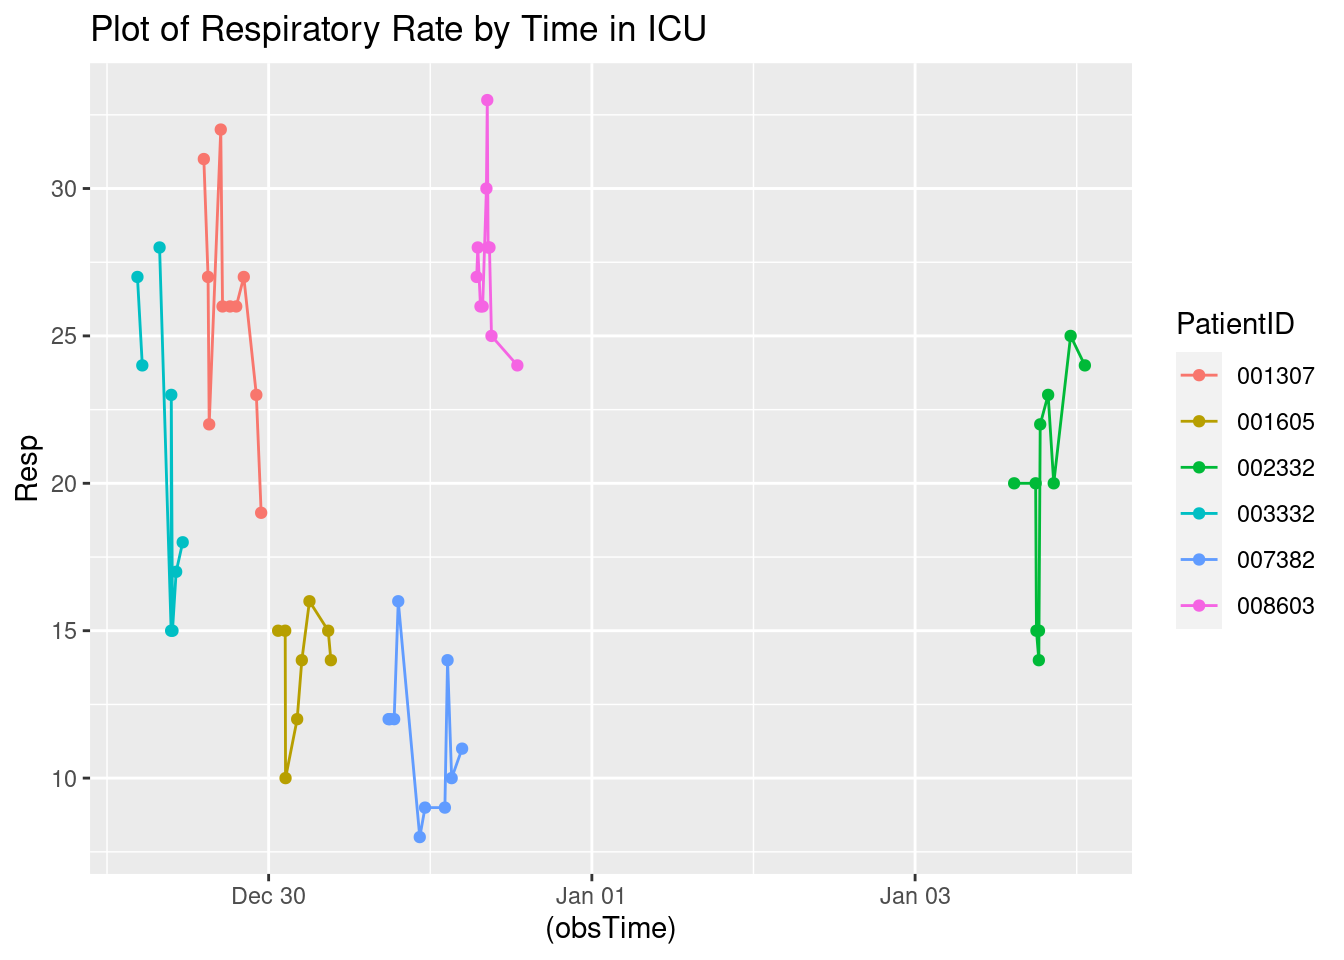 Plot of Respiratory Rate by Time in ICU
30
25
20
15
10
Resp
Dec 30
Jan 01
Jan 03
(obsTime)
PatientID
001307
001605
002332
003332
007382
008603